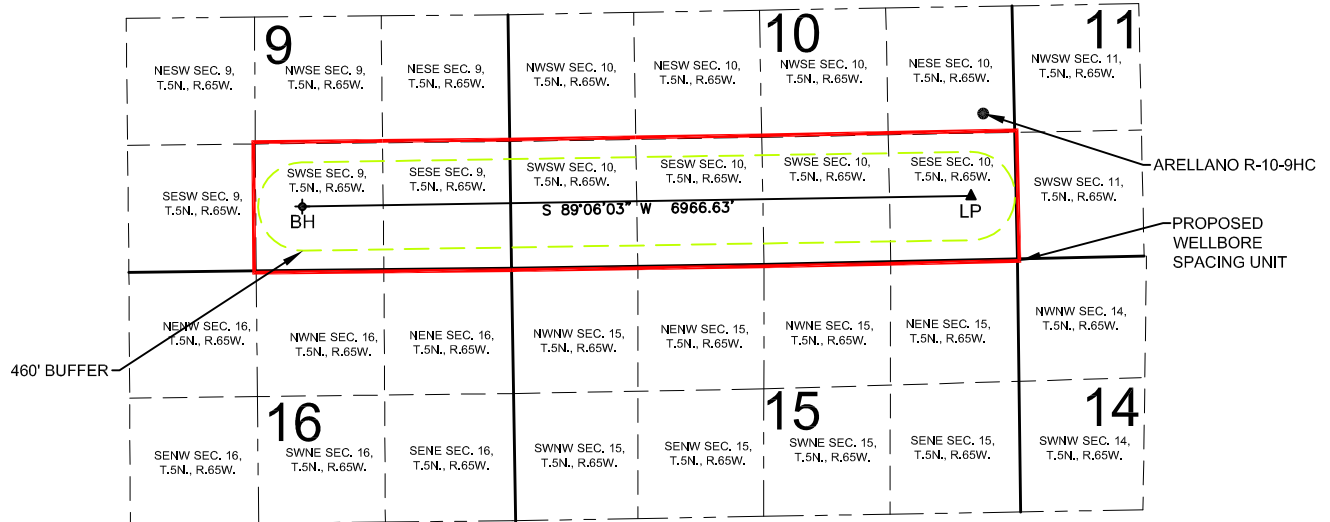 9
10
11
NESW SEC. 9,
T.5N., R.65W.
NWSE SEC. 9,
T.5N., R.65W.
NESE SEC. 9,
T.5N., R.65W.
NWSW SEC. 10,
T.5N., R.65W.
NESW SEC. 10,
T.5N., R.65W.
NWSE SEC. 10,
T.5N., R.65W.
NESE SEC. 10,
T.5N., R.65W.
NWSW SEC. 11,
T.5N., R.65W.
ARELLANO R-10-9HC
SESW SEC. 9,
T.5N., R.65W.
SWSE SEC. 9,
T.5N., R.65W.
SESE SEC. 9,
T.5N., R.65W.
SWSW SEC. 10,
T.5N., R.65W.
SESW SEC. 10,
T.5N., R.65W.
SWSE SEC. 10,
T.5N., R.65W.
SESE SEC. 10,
T.5N., R.65W.
SWSW SEC. 11,
T.5N., R.65W.
BH
S 89°06'03" W 6966.63'
LP
PROPOSED
WELLBORE
SPACING UNIT
NENW SEC. 16,
T.5N., R.65W.
NWNE SEC. 16,
T.5N., R.65W.
NENE SEC. 16,
T.5N., R.65W.
NWNW SEC. 15,
T.5N., R.65W.
NENW SEC. 15,
T.5N., R.65W.
NWNE SEC. 15,
T.5N., R.65W.
NENE SEC. 15,
T.5N., R.65W.
NWNW SEC. 14,
T.5N., R.65W.
460' BUFFER
16
15
14
SENW SEC. 16,
T.5N., R.65W.
SWNE SEC. 16,
T.5N., R.65W.
SENE SEC. 16,
T.5N., R.65W.
SWNW SEC. 15,
T.5N., R.65W.
SENW SEC. 15,
T.5N., R.65W.
SWNE SEC. 15,
T.5N., R.65W.
SENE SEC. 15,
T.5N., R.65W.
SWNW SEC. 14,
T.5N., R.65W.